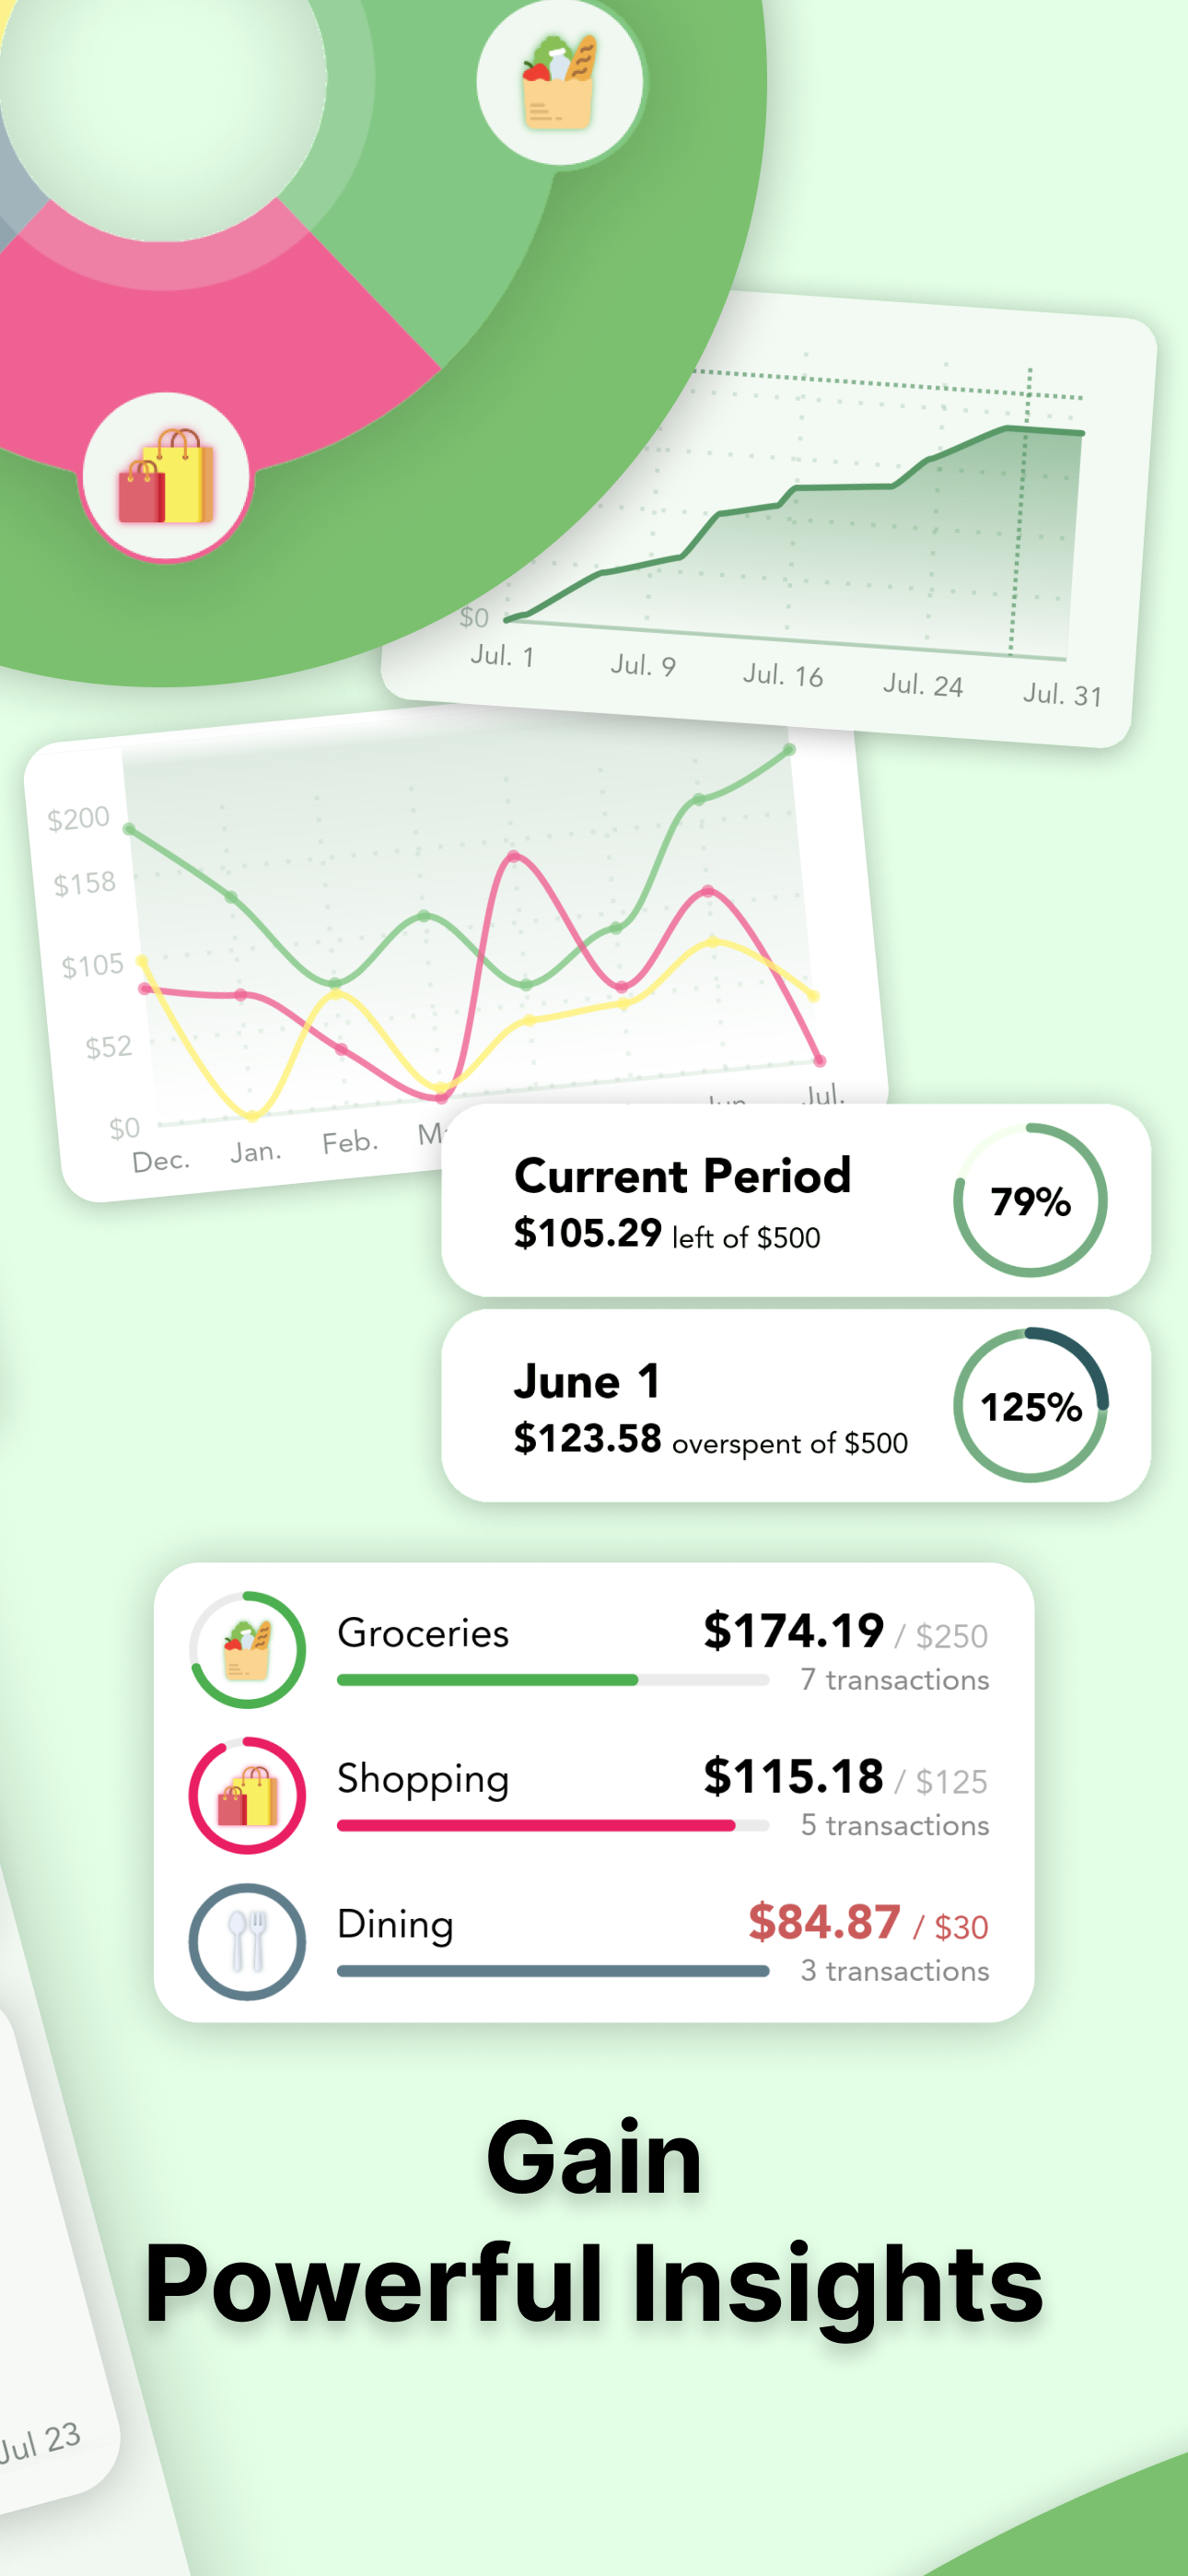 $0
Jul. 1
Jul. 9
Jul. 16
Jul. 24
Jul. 31
$200
$158
$105
$52
$0
Dec.
Jan.
Feb.
Jul.
Current Period
$105.29 left of $500
79%
June 1
$123.58 overspent of $500
125%
Groceries
$174.19 / $250
7 transactions
Shopping
$115.18 / $125
5 transactions
Dining
$84.87 / $30
3 transactions
Gain
Powerful Insights
Jul 23